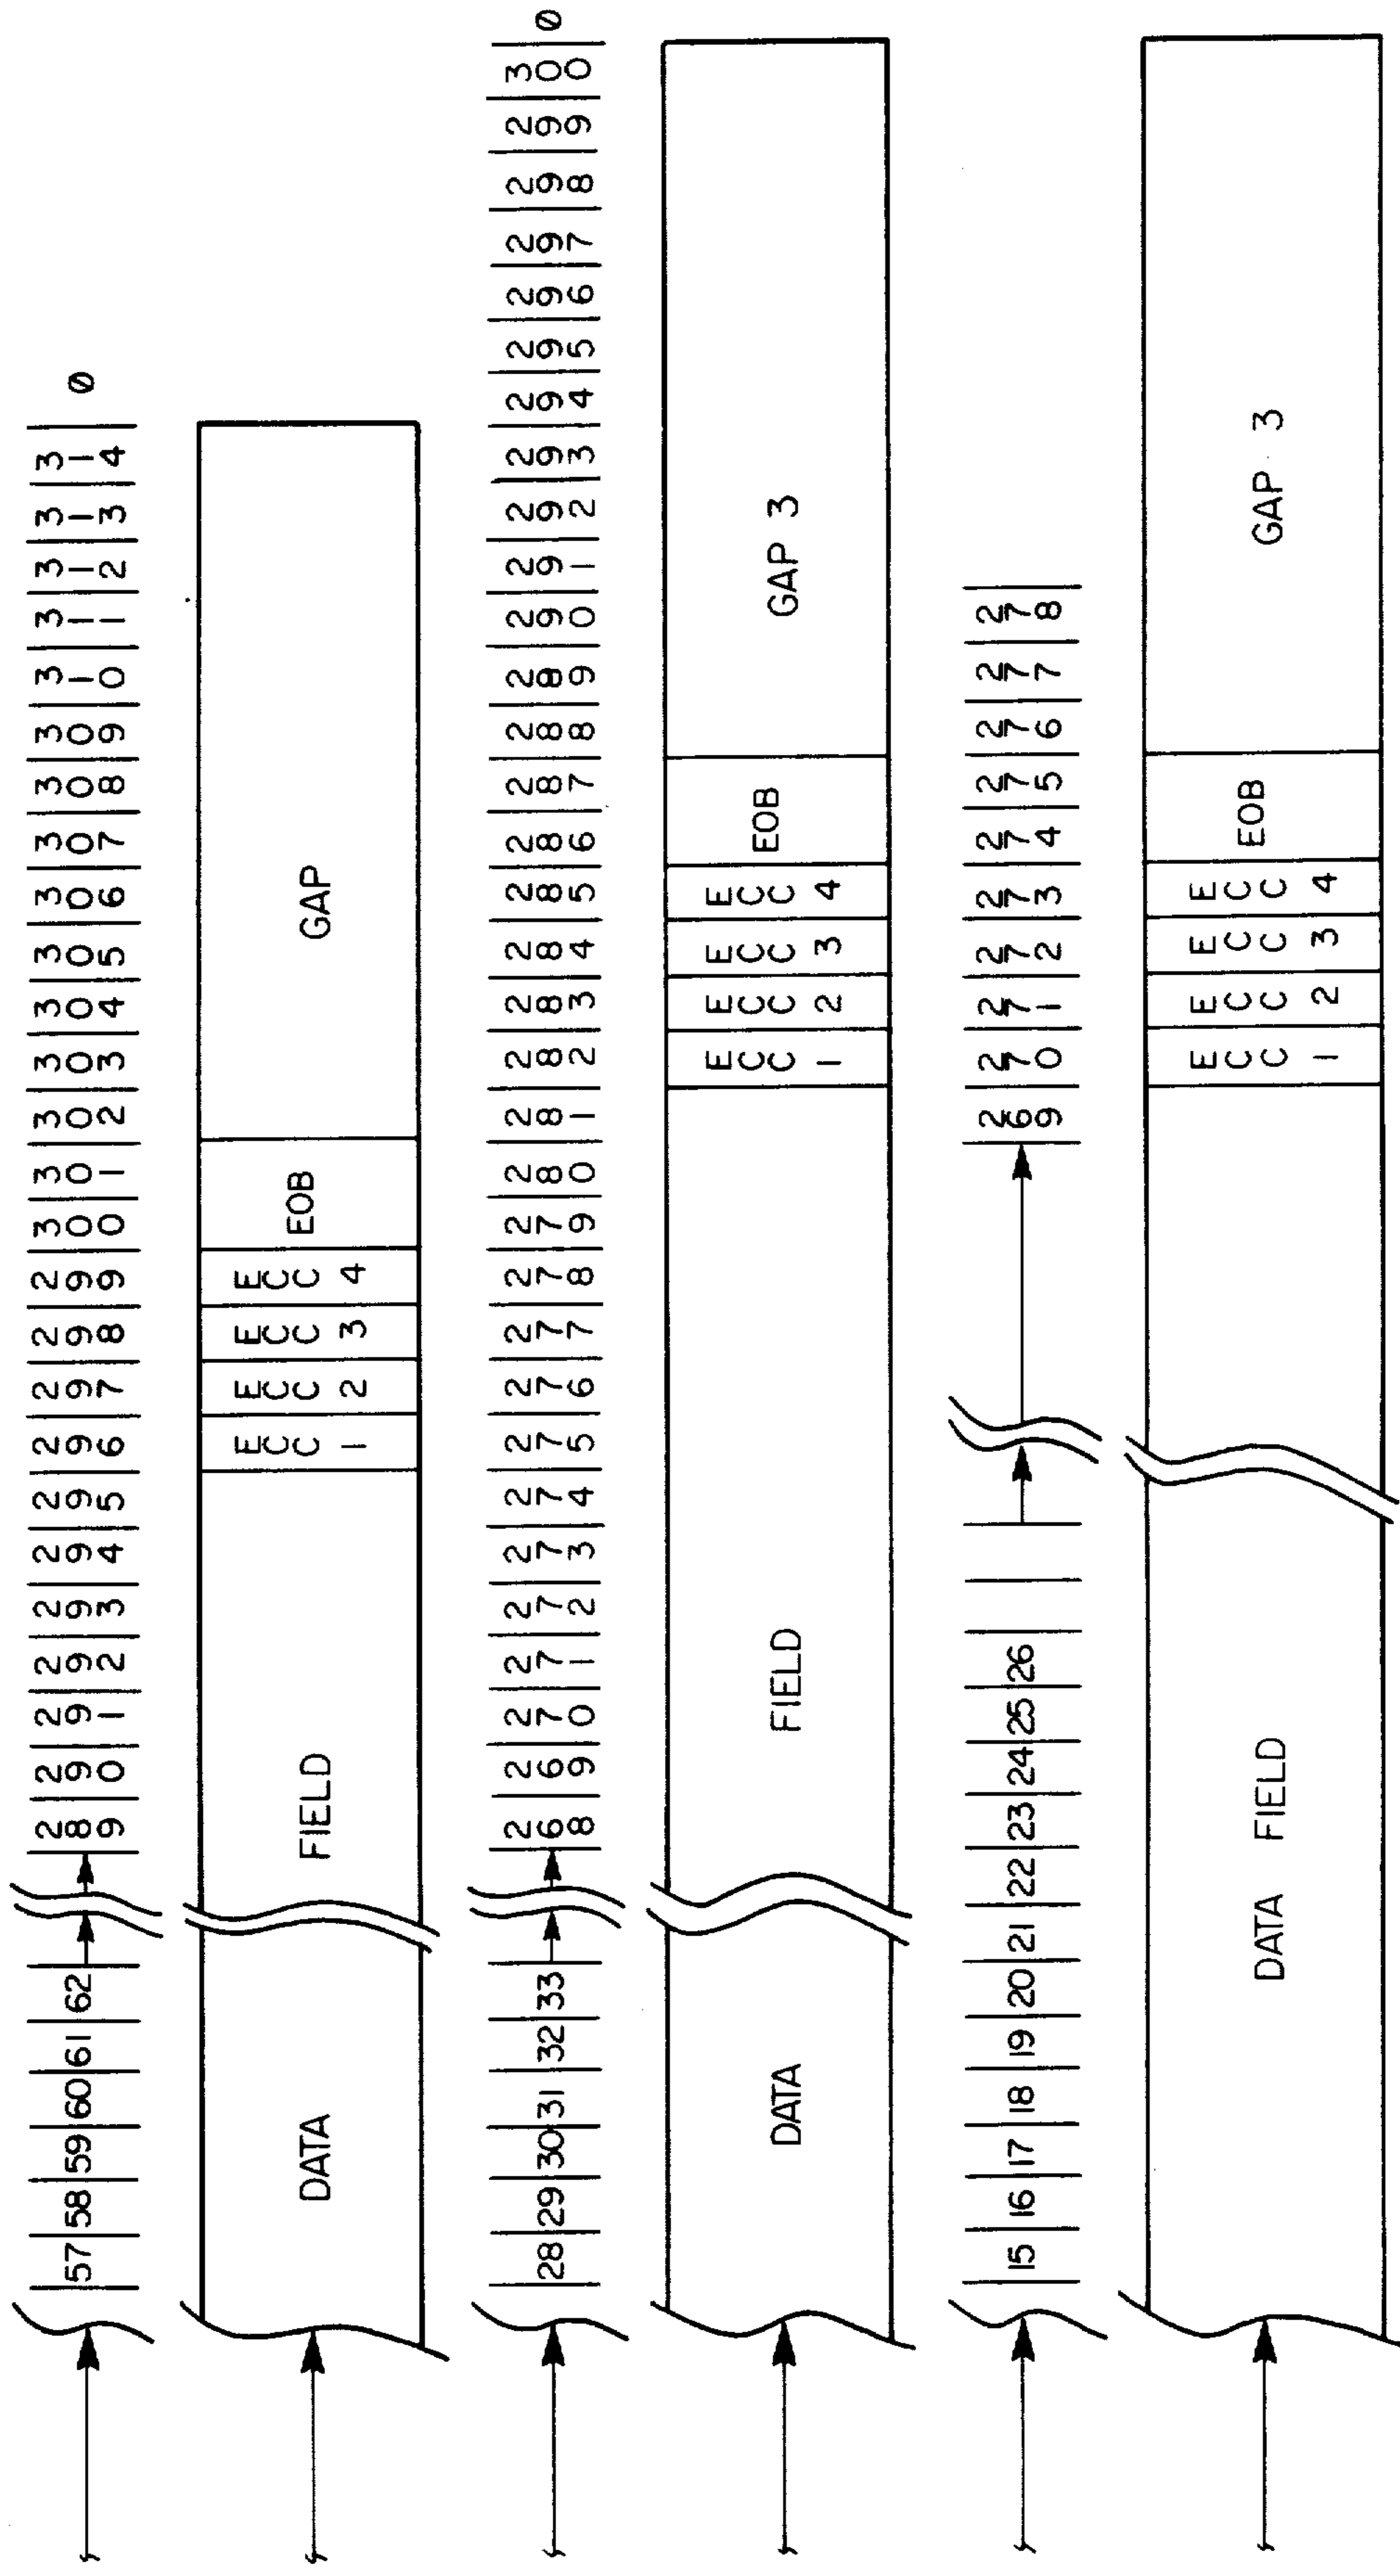 57 58 59 60 61 62 289 290 291 292 293 294 295 296 297 298 299 300 301 302 303 304 305 306 307 308 309 310 311 312 313 314 0
DATA FIELD ECC 1 ECC 2 ECC 3 ECC 4 EOB GAP
28 29 30 31 32 33 268 269 270 271 272 273 274 275 276 277 278 279 280 281 282 283 284 285 286 287 288 289 290 291 292 293 294 295 296 297 298 299 300 0
DATA FIELD ECC 1 ECC 2 ECC 3 ECC 4 EOB GAP 3
15 16 17 18 19 20 21 22 23 24 25 26 269 270 271 272 273 274 275 276 277 278
DATA FIELD ECC 1 ECC 2 ECC 3 ECC 4 EOB GAP 3